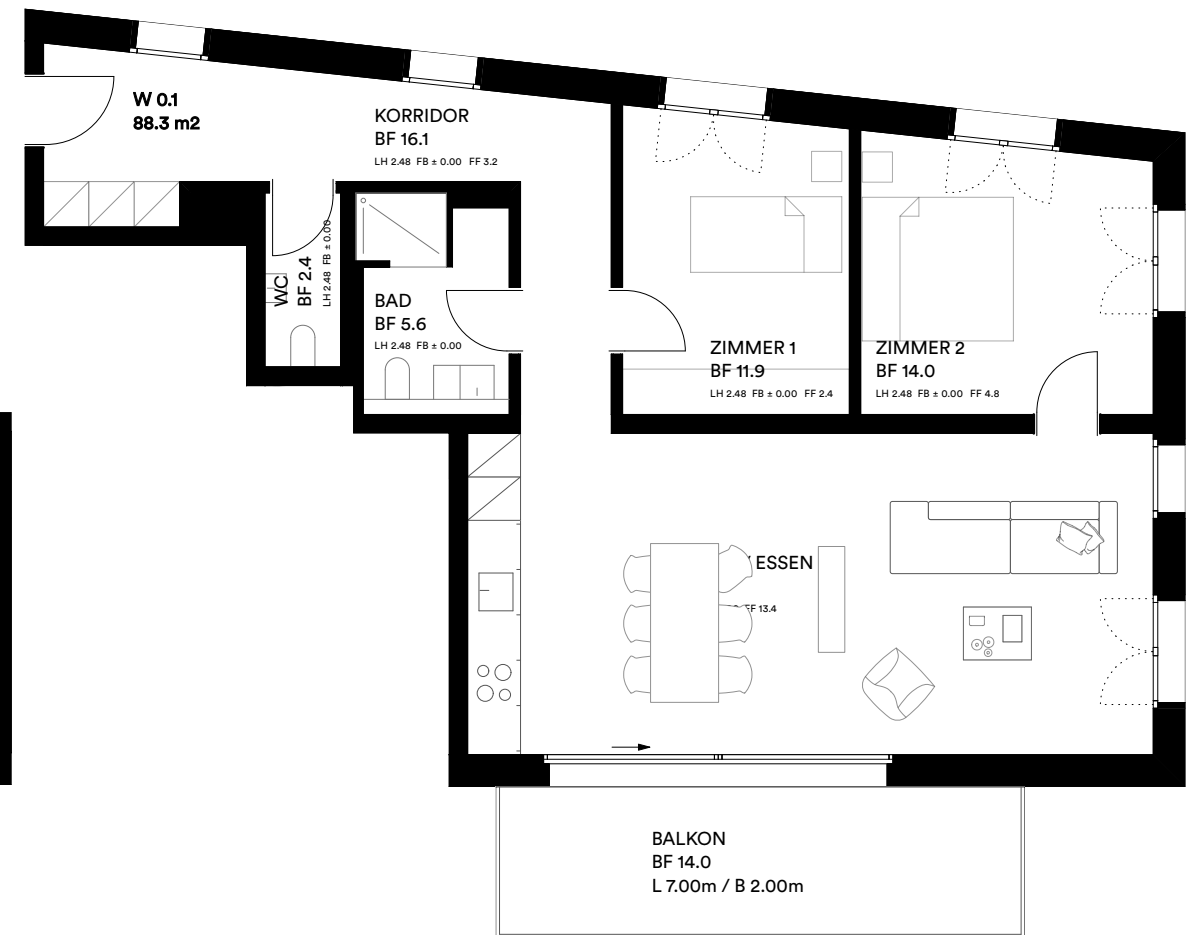 W 0.1
88.3 m2
KORRIDOR
BF 16.1
LH 2.48 FB ± 0.00 FF 3.2
WC
BF 2.4
LH 2.48 FB ± 0.00
BAD
BF 5.6
LH 2.48 FB ± 0.00
ZIMMER 1
BF 11.9
LH 2.48 FB ± 0.00 FF 2.4
ZIMMER 2
BF 14.0
LH 2.48 FB ± 0.00 FF 4.8
ESSEN
FF 13.4
BALKON
BF 14.0
L 7.00m / B 2.00m